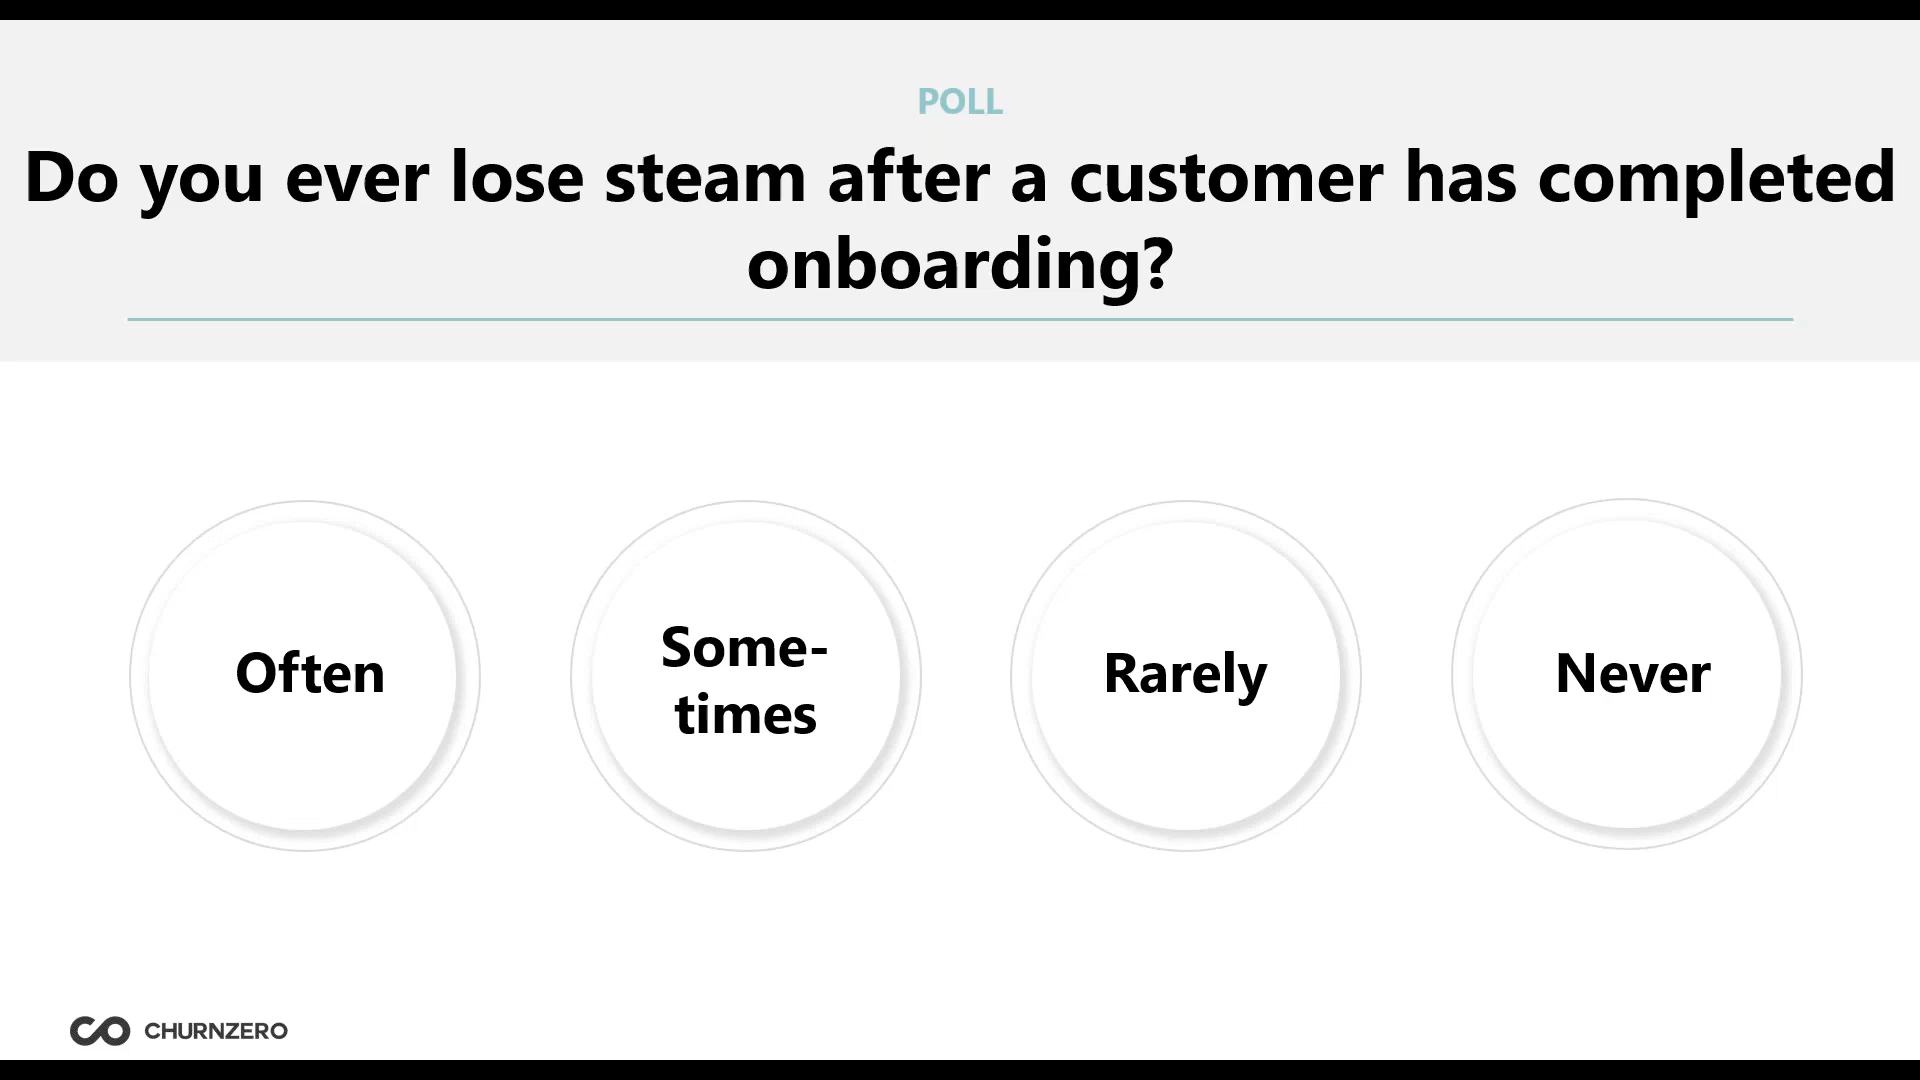 POLL
Do you ever lose steam after a customer has completed
onboarding?
Often
Some-
times
Rarely
Never
CHURNZERO